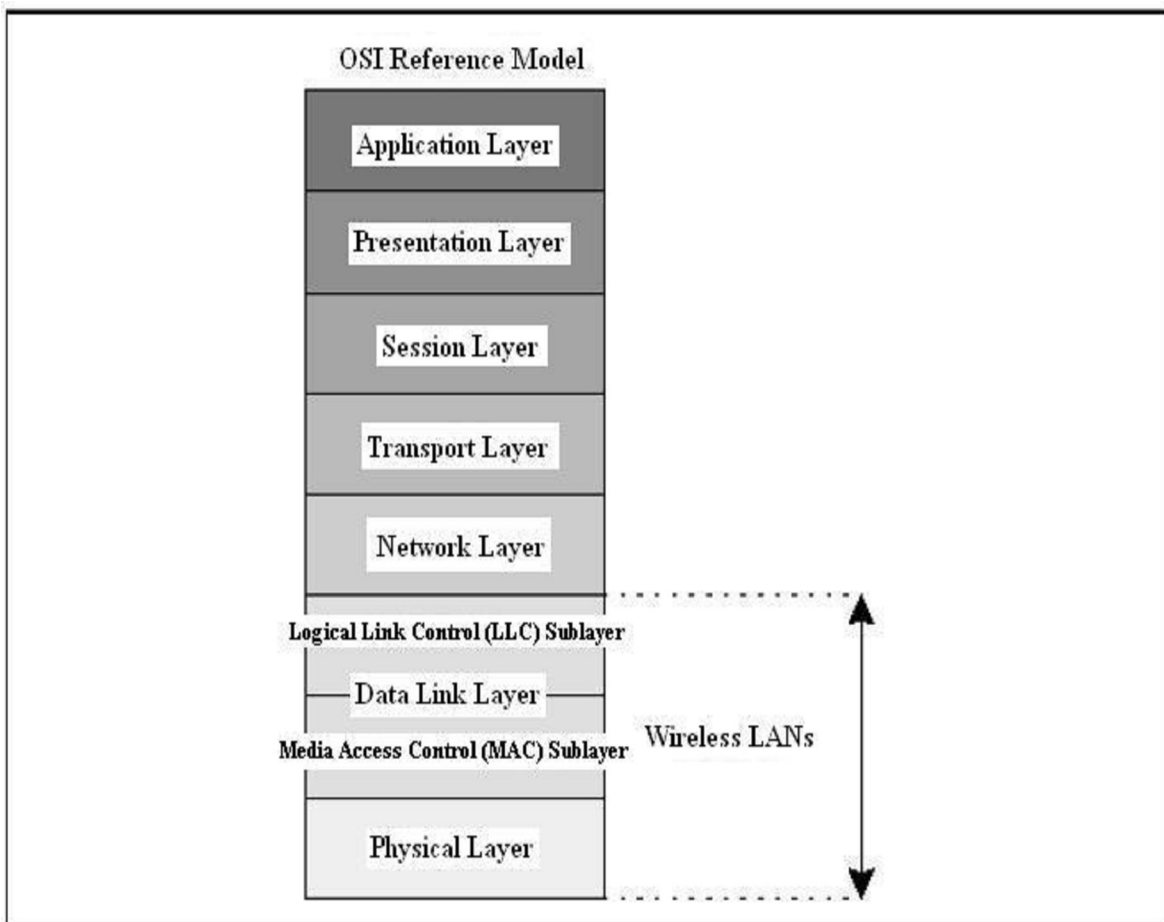 OSI Reference Model
Application Layer
Presentation Layer
Session Layer
Transport Layer
Network Layer
Logical Link Control (LLC) Sublayer
Data Link Layer
Media Access Control (MAC) Sublayer
Wireless LANs
Physical Layer